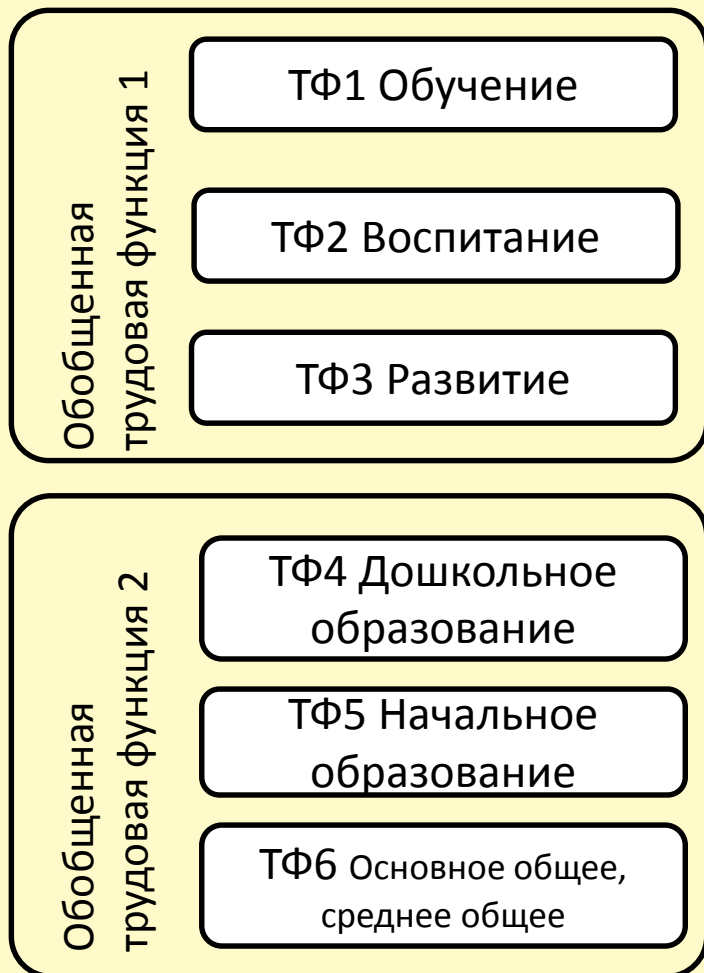 Обобщенная
трудовая функция 1
ТФ1 Обучение
ТФ2 Воспитание
ТФ3 Развитие
Обобщенная
трудовая функция 2
ТФ4 Дошкольное
образование
ТФ5 Начальное
образование
ТФ6 Основное общее,
среднее общее